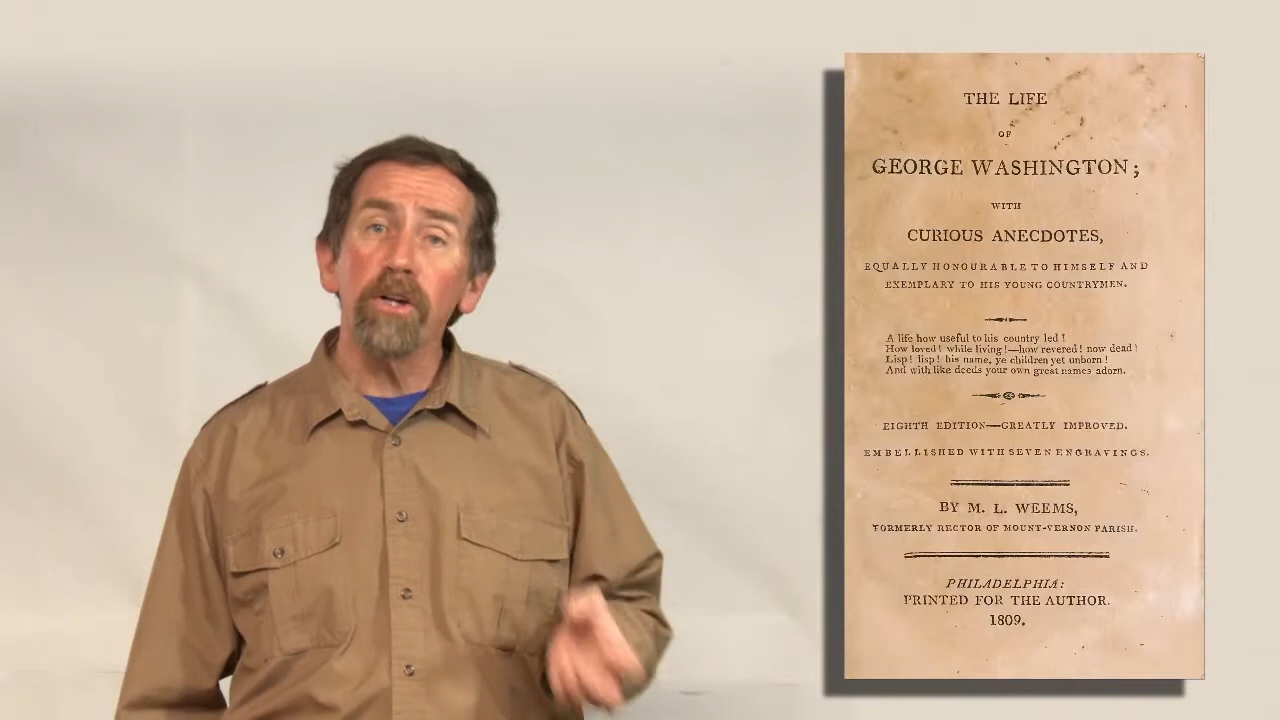 THE LIFE
OF
GEORGE WASHINGTON;
WITH
CURIOUS ANECDOTES,
EQUALLY HONOURABLE TO HIMSELF AND
EXEMPLARY TO HIS YOUNG COUNTRYMEN.
A life how useful to his country led!
How loved! while living!—how revered! now dead!
Lisp! lisp! his name, ye children yet unborn!
And with like deeds your own great names adorn.
EIGHTH EDITION—GREATLY IMPROVED.
EMBELLISHED WITH SEVEN ENGRAVINGS.
BY M. L. WEEMS,
FORMERLY RECTOR OF MOUNT-VERNON PARISH.
PHILADELPHIA:
PRINTED FOR THE AUTHOR.
1809.